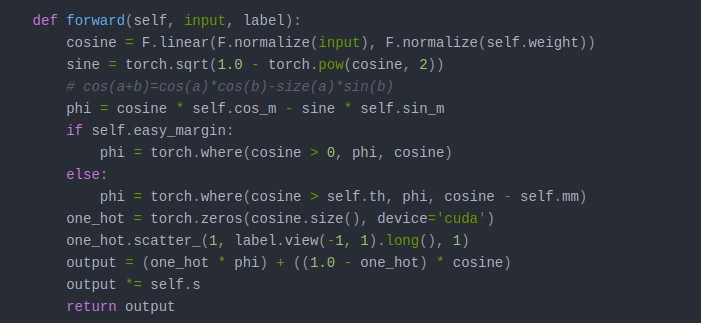 def forward(self, input, label):
    cosine = F.linear(F.normalize(input), F.normalize(self.weight))
    sine = torch.sqrt(1.0 - torch.pow(cosine, 2))
    # cos(a+b)=cos(a)*cos(b)-size(a)*sin(b)
    phi = cosine * self.cos_m - sine * self.sin_m
    if self.easy_margin:
        phi = torch.where(cosine > 0, phi, cosine)
    else:
        phi = torch.where(cosine > self.th, phi, cosine - self.mm)
    one_hot = torch.zeros(cosine.size(), device='cuda')
    one_hot.scatter_(1, label.view(-1, 1).long(), 1)
    output = (one_hot * phi) + ((1.0 - one_hot) * cosine)
    output *= self.s
    return output